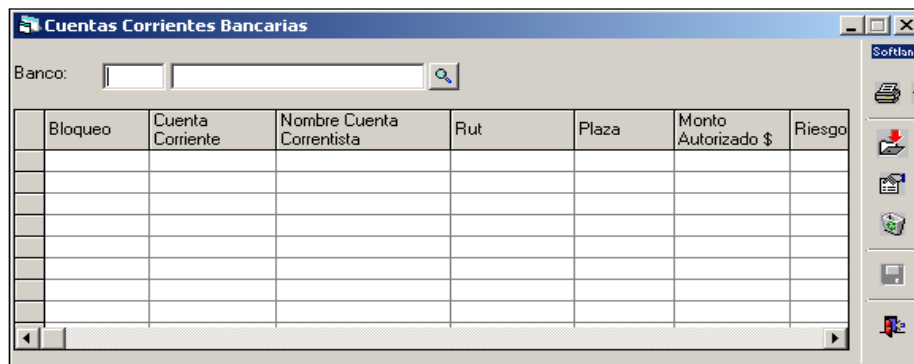 Cuentas Corrientes Bancarias
Softlan
Banco:
Bloqueo
Cuenta
Corriente
Nombre Cuenta
Correntista
Rut
Plaza
Monto
Autorizado $
Riesgo